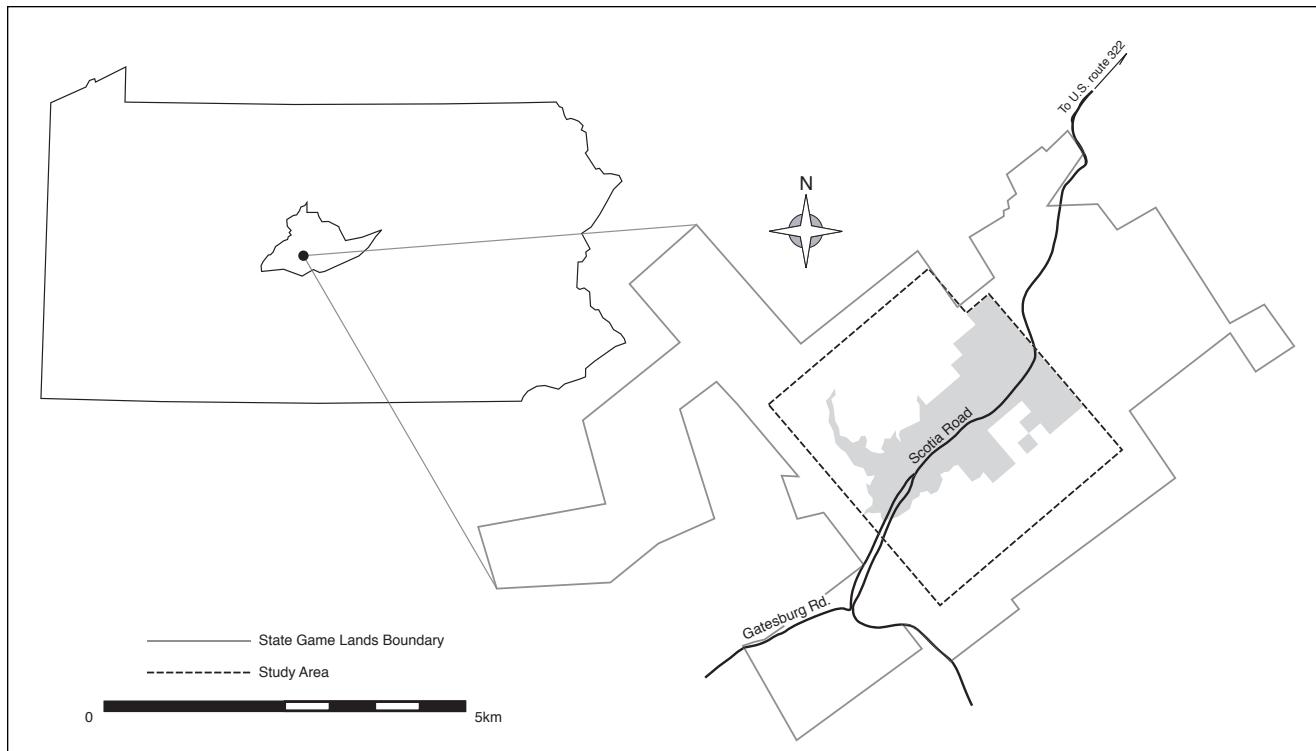 To U.S. route 322
N
Scotia Road
Gatesburg Rd.
State Game Lands Boundary
Study Area
0
5km